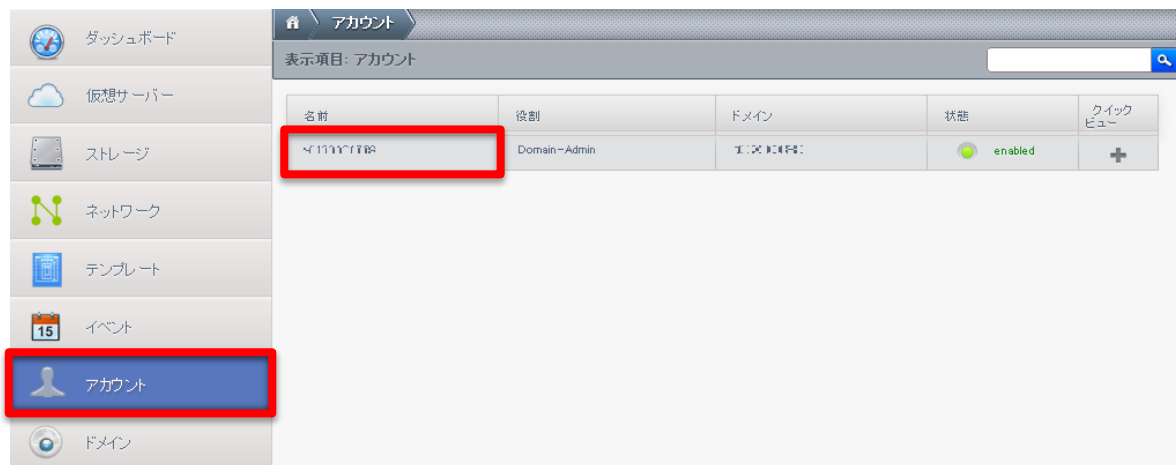 ダッシュボード
アカウント
表示項目: アカウント
仮想サーバー
名前
役割
ドメイン
状態
クイック
ビュー
ストレージ
Domain-Admin
enabled
ネットワーク
テンプレート
15
イベント
アカウント
ドメイン